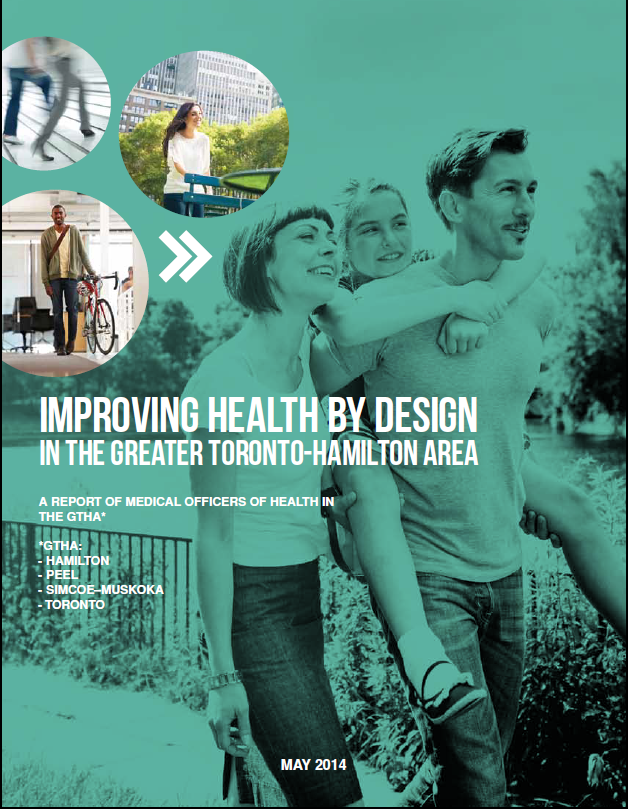 IMPROVING HEALTH BY DESIGN
IN THE GREATER TORONTO-HAMILTON AREA
A REPORT OF MEDICAL OFFICERS OF HEALTH IN
THE GTHA*
*GTHA:
- HAMILTON
- PEEL
- SIMCOE–MUSKOKA
- TORONTO
MAY 2014